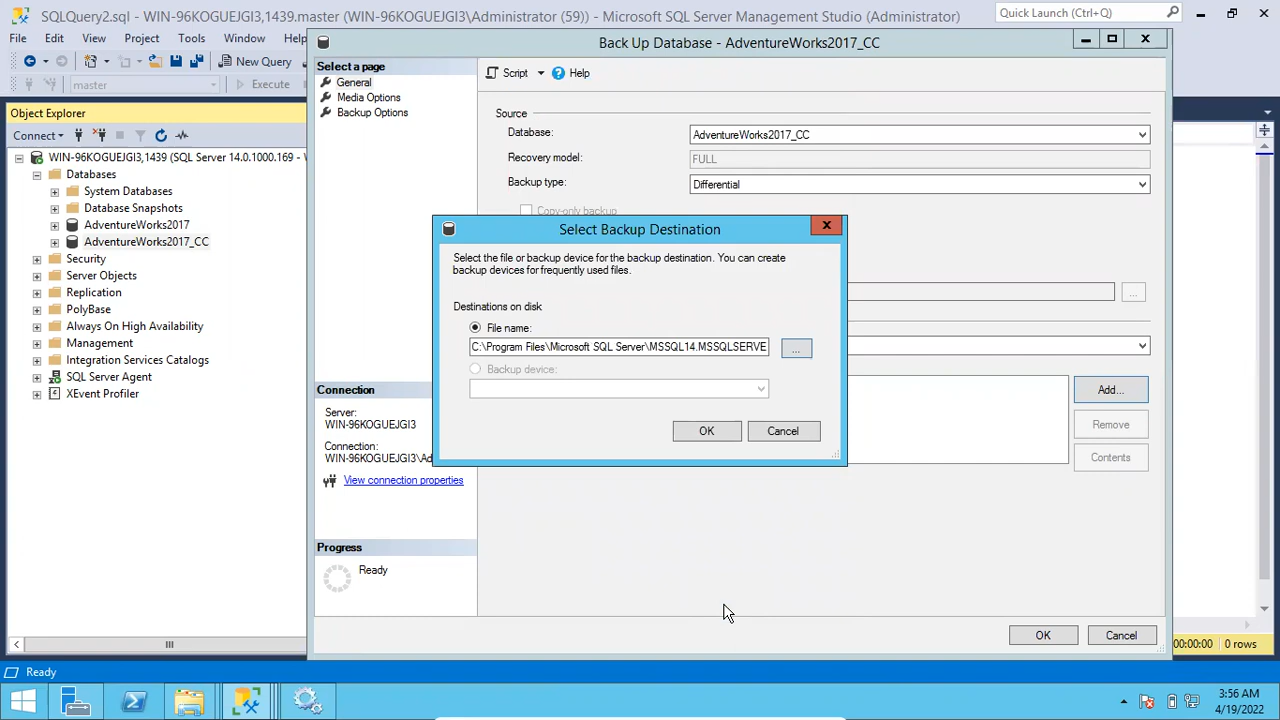 SQLQuery2.sql - WIN-96KOGUEJGI3,1439.master (WIN-96KOGUEJGI3\Administrator (59)) - Microsoft SQL Server Management Studio (Administrator)
Quick Launch (Ctrl+Q)
File Edit View Project Tools Window Help
New Query
master
Execute
Object Explorer
Connect
WIN-96KOGUEJGI3,1439 (SQL Server 14.0.1000.169
Databases
System Databases
Database Snapshots
AdventureWorks2017
AdventureWorks2017_CC
Security
Server Objects
Replication
PolyBase
Always On High Availability
Management
Integration Services Catalogs
SQL Server Agent
XEvent Profiler
Back Up Database - AdventureWorks2017_CC
Select a page
General
Media Options
Backup Options
Script
Help
Source
Database:
AdventureWorks2017_CC
Recovery model:
FULL
Backup type:
Differential
Copy-only backup
Select Backup Destination
Select the file or backup device for the backup destination. You can create
backup devices for frequently used files.
Destinations on disk
File name:
C:\Program Files\Microsoft SQL Server\MSSQL14.MSSQLSERVE
...
Backup device:
OK
Cancel
...
Add...
Remove
Contents
Connection
Server:
WIN-96KOGUEJGI3
Connection:
WIN-96KOGUEJGI3\Ad
View connection properties
Progress
Ready
OK
Cancel
00:00:00
0 rows
Ready
3:56 AM
4/19/2022